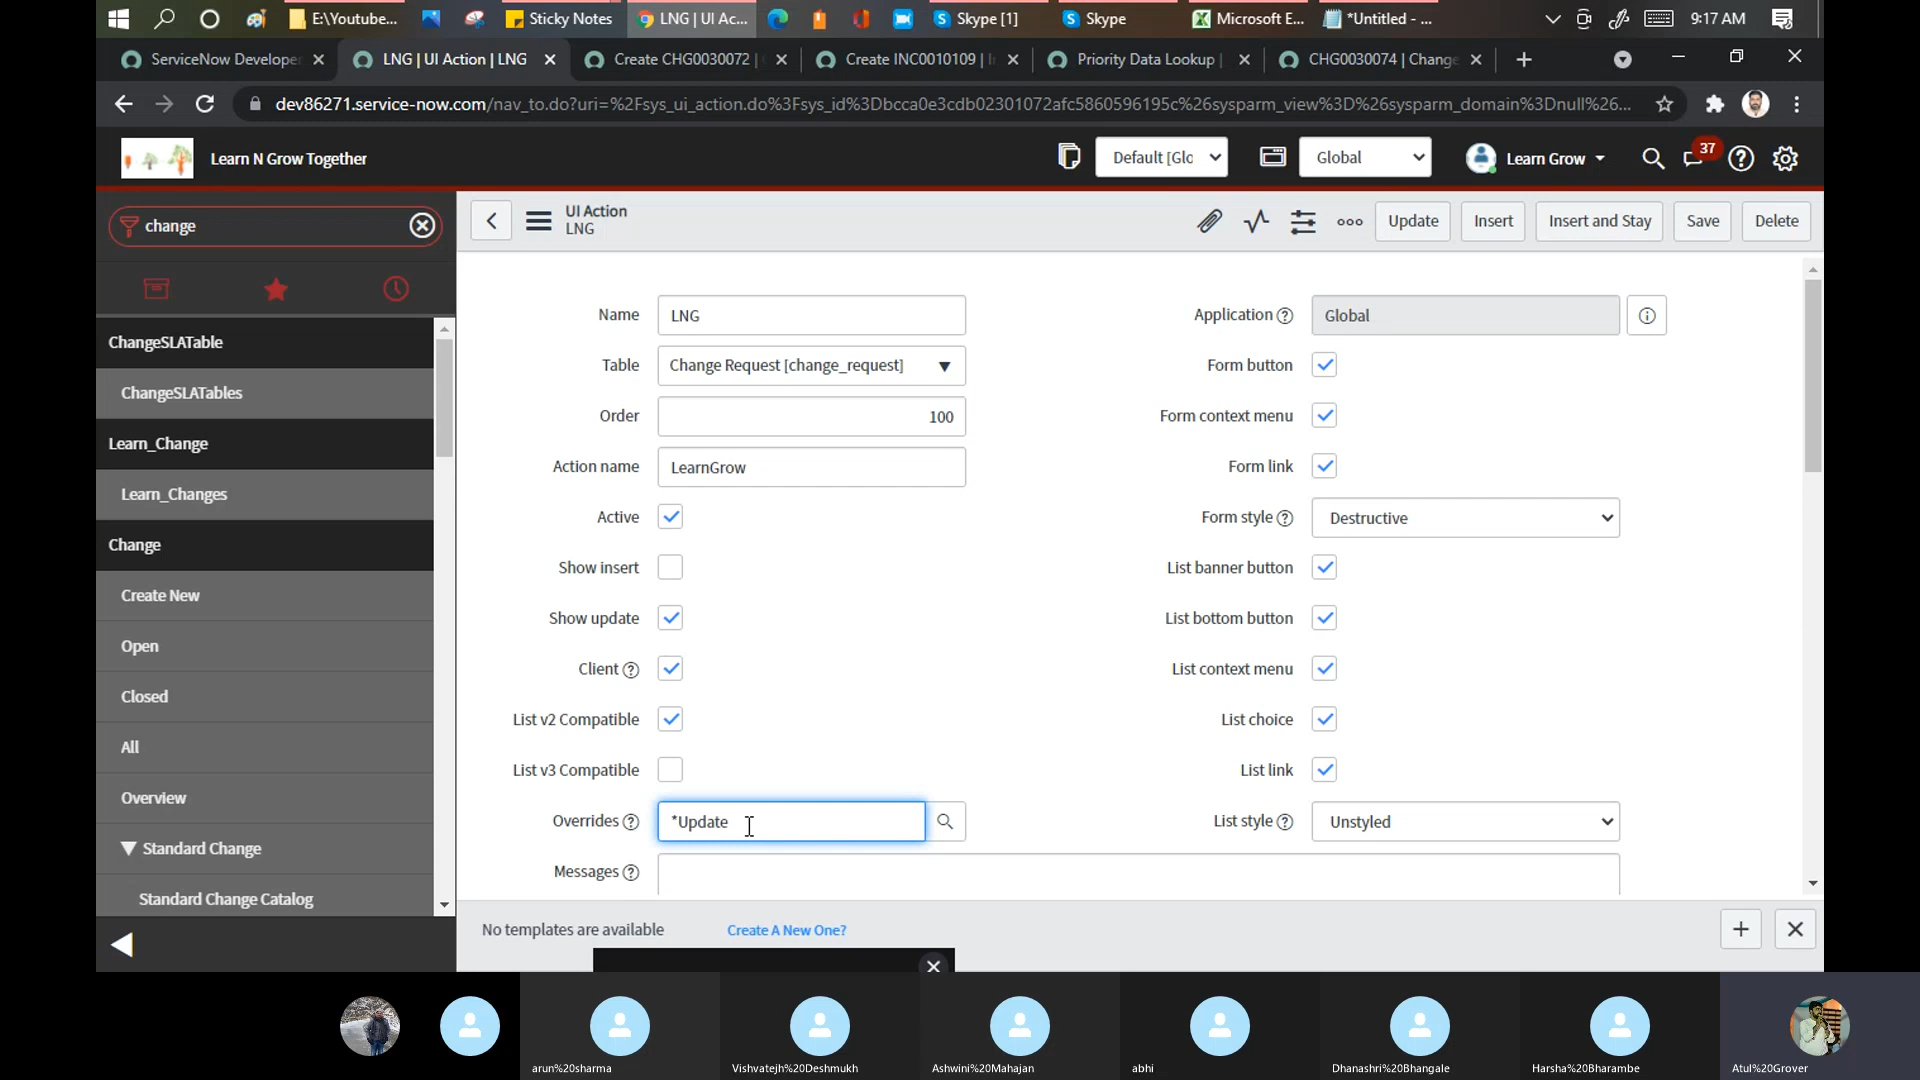 E:\Youtube...
Sticky Notes
LNG | UI Ac...
Skype [1]
Skype
Microsoft E...
*Untitled - ...
9:17 AM
ServiceNow Develope
LNG | UI Action | LNG
Create CHG0030072 |
Create INC0010109 |
Priority Data Lookup |
CHG0030074 | Change
dev86271.service-now.com/nav_to.do?uri=%2Fsys_ui_action.do%3Fsys_id%3Dbcca0e3cdb02301072afc5860596195c%26sysparm_view%3D%26sysparm_domain%3Dnull%26...
Learn N Grow Together
Default [Glo
Global
Learn Grow
37
change
UI Action
LNG
Update
Insert
Insert and Stay
Save
Delete
ChangeSLATable
ChangeSLATables
Learn_Change
Learn_Changes
Change
Create New
Open
Closed
All
Overview
Standard Change
Standard Change Catalog
Name
LNG
Table
Change Request [change_request]
Order
100
Action name
LearnGrow
Active
Show insert
Show update
Client
List v2 Compatible
List v3 Compatible
Overrides
*Update
Messages
Application
Global
Form button
Form context menu
Form link
Form style
Destructive
List banner button
List bottom button
List context menu
List choice
List link
List style
Unstyled
No templates are available
Create A New One?
arun%20sharma
Vishvatejh%20Deshmukh
Ashwini%20Mahajan
abhi
Dhanashri%20Bhangale
Harsha%20Bharambe
Atul%20Grover